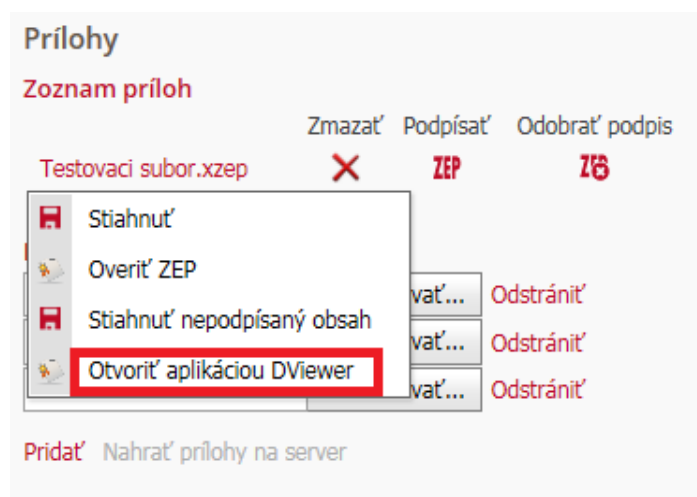 Prílohy
Zoznam príloh
Zmazať Podpísať Odobrať podpis
Testovaci subor.xzep ZEP
Stiahnuť
Overiť ZEP
vať... Odstrániť
Stiahnuť nepodpísaný obsah
vať... Odstrániť
Otvoriť aplikáciou DViewer
vať... Odstrániť
Pridať Nahrať prílohy na server